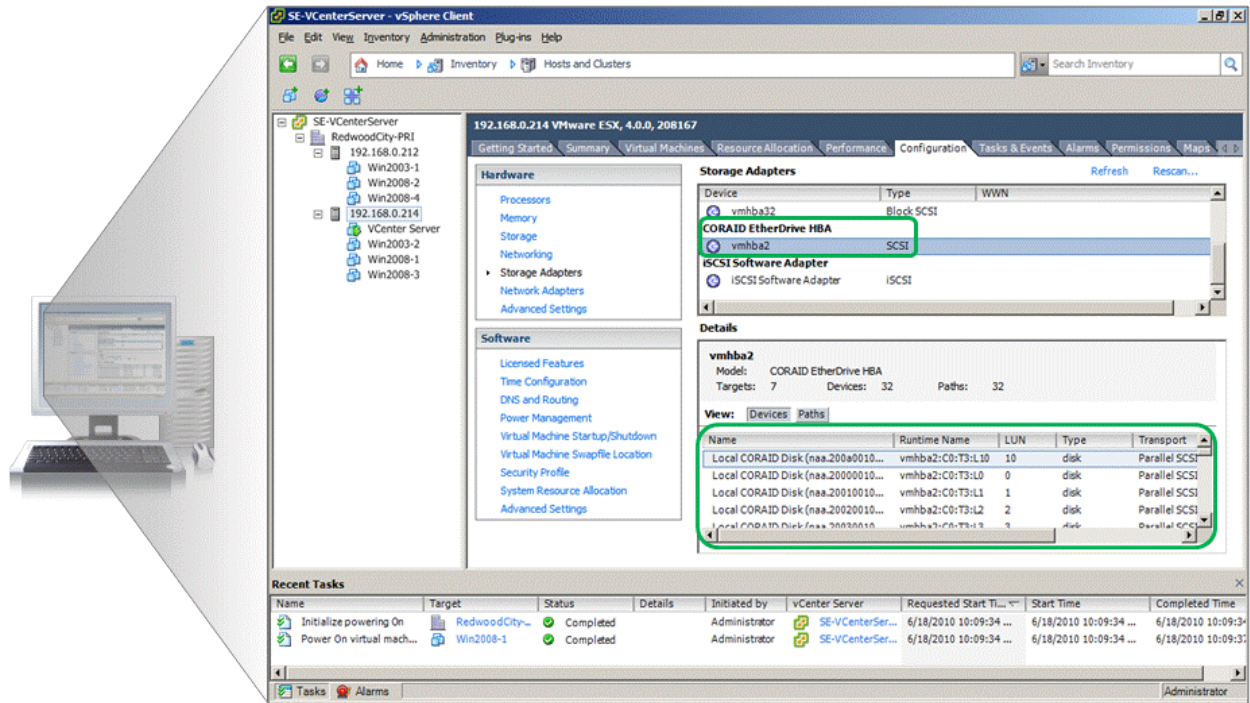 SE-VCenterServer - vSphere Client
File Edit View Inventory Administration Plug-ins Help
Home Inventory Hosts and Clusters
Search Inventory
SE-VCenterServer
RedwoodCity-PRI
192.168.0.212
Win2003-1
Win2008-2
Win2008-4
192.168.0.214
VCenter Server
Win2003-2
Win2008-1
Win2008-3
192.168.0.214 VMware ESX, 4.0.0, 208167
Getting Started Summary Virtual Machines Resource Allocation Performance Configuration Tasks & Events Alarms Permissions Maps
Hardware
Processors
Memory
Storage
Networking
Storage Adapters
Network Adapters
Advanced Settings
Software
Licensed Features
Time Configuration
DNS and Routing
Power Management
Virtual Machine Startup/Shutdown
Virtual Machine Swapfile Location
Security Profile
System Resource Allocation
Advanced Settings
Storage Adapters Refresh Rescan...
Device Type WWN
vmhba32 Block SCSI
CORAID EtherDrive HBA
vmhba2 SCSI
iSCSI Software Adapter
iSCSI Software Adapter iSCSI
Details
vmhba2
Model: CORAID EtherDrive HBA
Targets: 7 Devices: 32 Paths: 32
View: Devices Paths
Name Runtime Name LUN Type Transport
Local CORAID Disk (naa.200a0010... vmhba2:C0:T3:L10 10 disk Parallel SCSI
Local CORAID Disk (naa.20000010... vmhba2:C0:T3:L0 0 disk Parallel SCSI
Local CORAID Disk (naa.20010010... vmhba2:C0:T3:L1 1 disk Parallel SCSI
Local CORAID Disk (naa.20020010... vmhba2:C0:T3:L2 2 disk Parallel SCSI
Local CORAID Disk (naa.20030010... vmhba2:C0:T3:L3 3 disk Parallel SCSI
Recent Tasks
Name Target Status Details Initiated by vCenter Server Requested Start Ti... Start Time Completed Time
Initialize powering On RedwoodCity-... Completed Administrator SE-VCenterSer... 6/18/2010 10:09:34 ... 6/18/2010 10:09:34 ... 6/18/2010 10:09:34
Power On virtual mach... Win2008-1 Completed Administrator SE-VCenterSer... 6/18/2010 10:09:34 ... 6/18/2010 10:09:34 ... 6/18/2010 10:09:37
Tasks Alarms Administrator